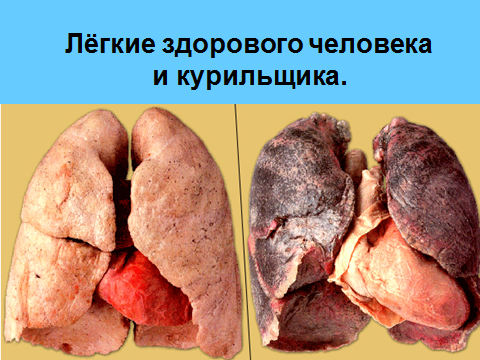 Лёгкие здорового человека
и курильщика.